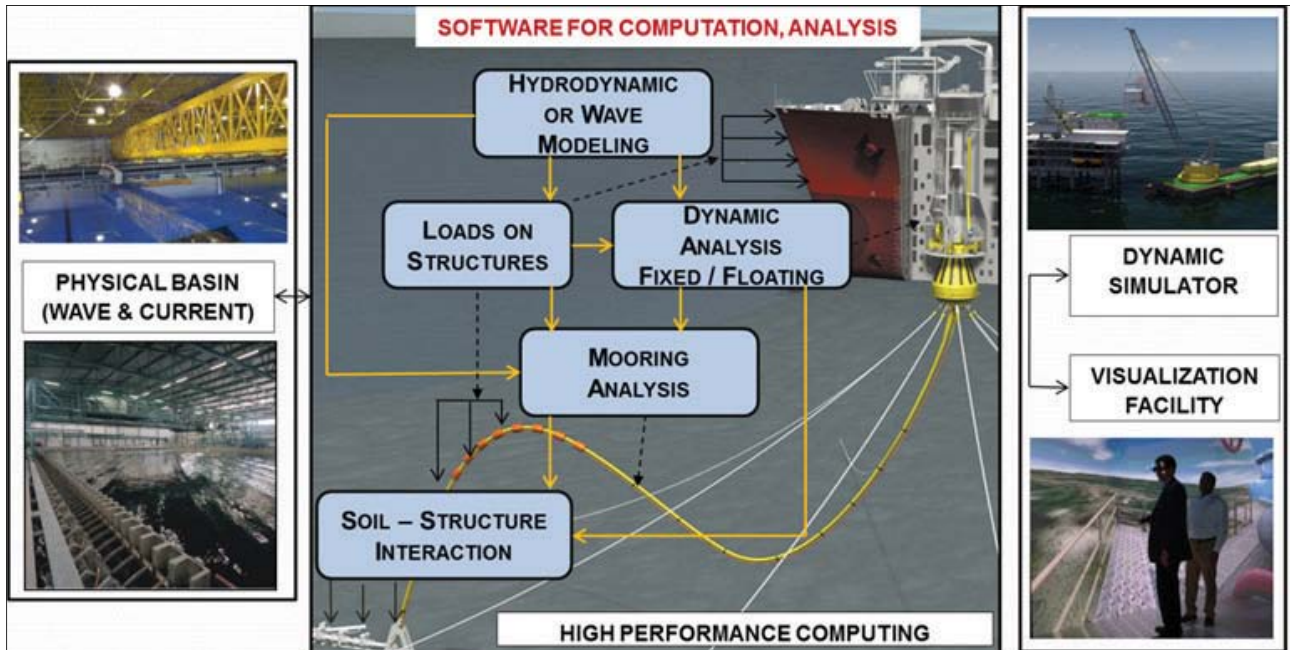 SOFTWARE FOR COMPUTATION, ANALYSIS
HYDRODYNAMIC
OR WAVE
MODELING
LOADS ON
STRUCTURES
DYNAMIC
ANALYSIS
FIXED / FLOATING
MOORING
ANALYSIS
SOIL – STRUCTURE
INTERACTION
HIGH PERFORMANCE COMPUTING
PHYSICAL BASIN
(WAVE & CURRENT)
DYNAMIC
SIMULATOR
VISUALIZATION
FACILITY